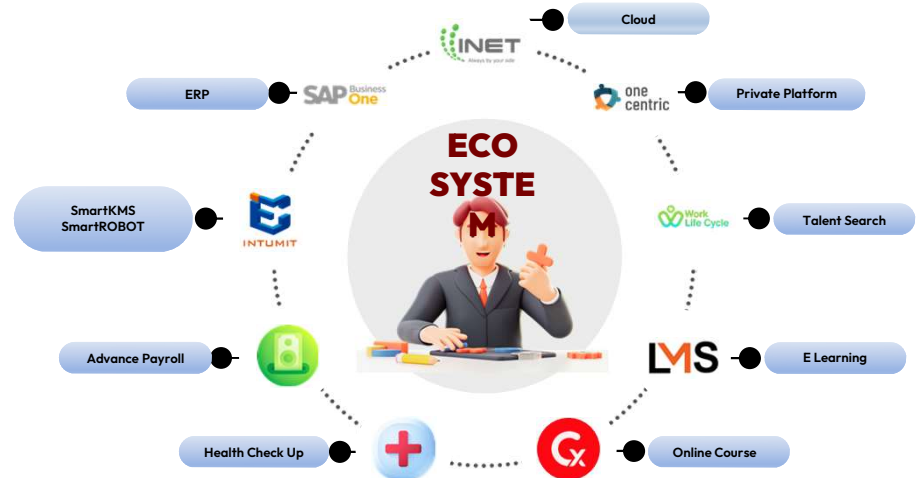 Cloud
INET
Always by your side
ERP
SAP Business One
one centric
Private Platform
ECO
SYSTE
M
SmartKMS
SmartROBOT
INTUMIT
Work
Life Cycle
Talent Search
Advance Payroll
LMS
E Learning
Health Check Up
Cx
Online Course